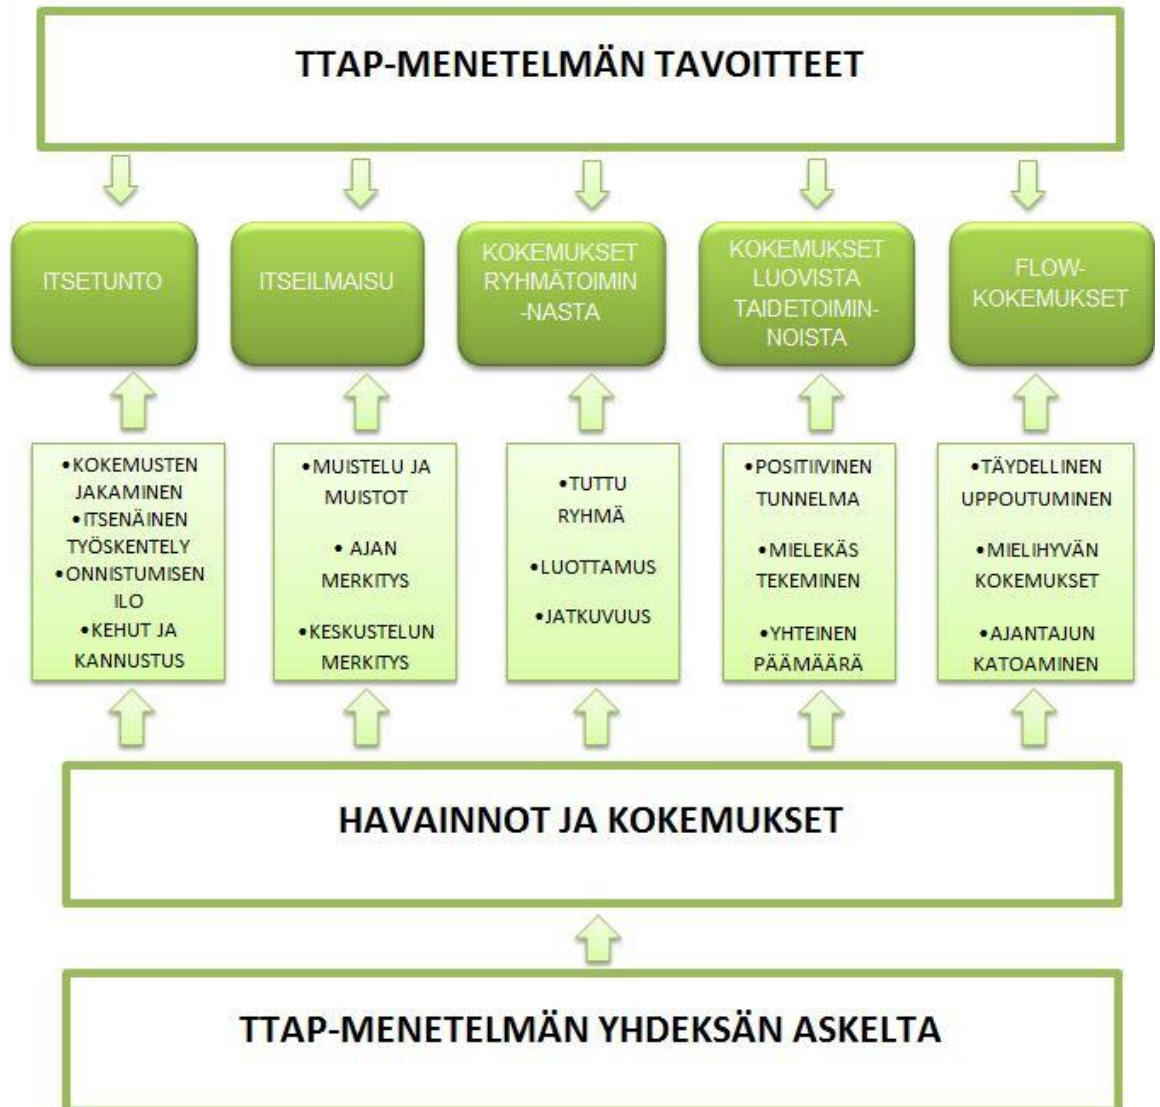 TTAP-MENETELMÄN TAVOITTEET
ITSETUNTO
ITSEILMAISU
KOKEMUKSET
RYHMÄTOIMIN
-NASTA
KOKEMUKSET
LUOVISTA
TAIDETOIMIN-
NOISTA
FLOW-
KOKEMUKSET
•KOKEMUSTEN
JAKAMINEN
•ITSENÄINEN
TYÖSKENTELY
•ONNISTUMISEN
ILO
•KEHUT JA
KANNUSTUS
•MUISTELU JA
MUISTOT
• AJAN
MERKITYS
•KESKUSTELUN
MERKITYS
•TUTTU
RYHMÄ
•LUOTTAMUS
•JATKUVUUS
•POSITIIVINEN
TUNNELMA
•MIELEKÄS
TEKEMINEN
•YHTEINEN
PÄÄMÄÄRÄ
•TÄYDELLINEN
UPPOUTUMINEN
•MIELIHYVÄN
KOKEMUKSET
•AJANTAJUN
KATOAMINEN
HAVAINNOT JA KOKEMUKSET
TTAP-MENETELMÄN YHDEKSÄN ASKELTA